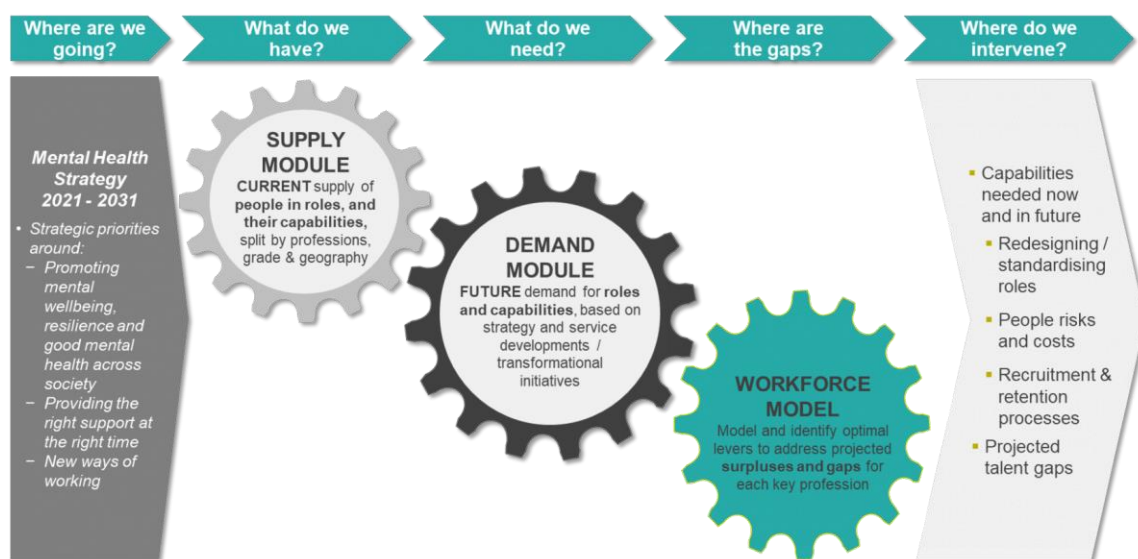 Where are we
going?
What do we
have?
What do we
need?
Where are
the gaps?
Where do we
intervene?
Mental Health
Strategy
2021 - 2031
• Strategic priorities
around:
– Promoting
mental
wellbeing,
resilience and
good mental
health across
society
– Providing the
right support at
the right time
– New ways of
working
SUPPLY
MODULE
CURRENT supply of
people in roles, and
their capabilities,
split by professions,
grade & geography
DEMAND
MODULE
FUTURE demand for roles
and capabilities, based on
strategy and service
developments /
transformational
initiatives
WORKFORCE
MODEL
Model and identify optimal
levers to address projected
surpluses and gaps for
each key profession
▪ Capabilities
needed now
and in future
▪ Redesigning /
standardising
roles
▪ People risks
and costs
▪ Recruitment &
retention
processes
▪ Projected
talent gaps